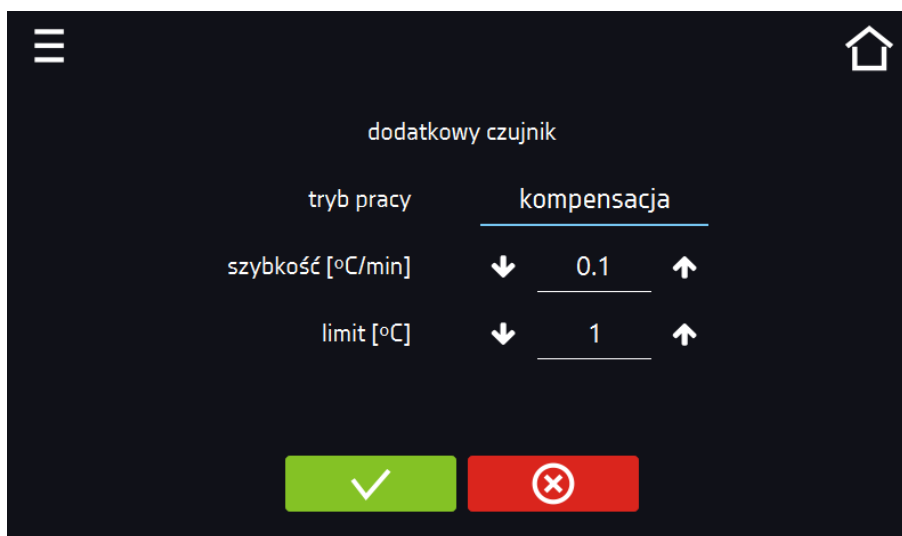 dodatkowy czujnik
tryb pracy kompensacja
szybkość [ºC/min] 0.1
limit [ºC] 1